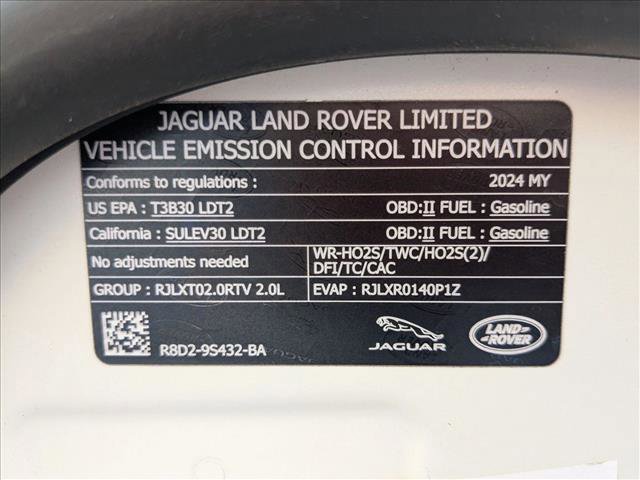 JAGUAR LAND ROVER LIMITED
VEHICLE EMISSION CONTROL INFORMATION
Conforms to regulations : 2024 MY
US EPA : T3B30 LDT2 OBD:II FUEL : Gasoline
California : SULEV30 LDT2 OBD:II FUEL : Gasoline
No adjustments needed WR-HO2S/TWC/HO2S(2)/
DFI/TC/CAC
GROUP : RJLXT02.0RTV 2.0L EVAP : RJLXR0140P1Z
R8D2-9S432-BA
JAGUAR
LAND-
ROVER